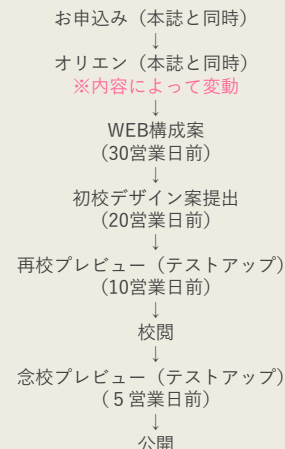 お申込み（本誌と同時）
↓
オリエン（本誌と同時）
※内容によって変動
↓
WEB構成案
（30営業日前）
↓
初校デザイン案提出
（20営業日前）
↓
再校プレビュー（テストアップ）
（10営業日前）
↓
校閲
↓
念校プレビュー（テストアップ）
（５営業日前）
↓
公開